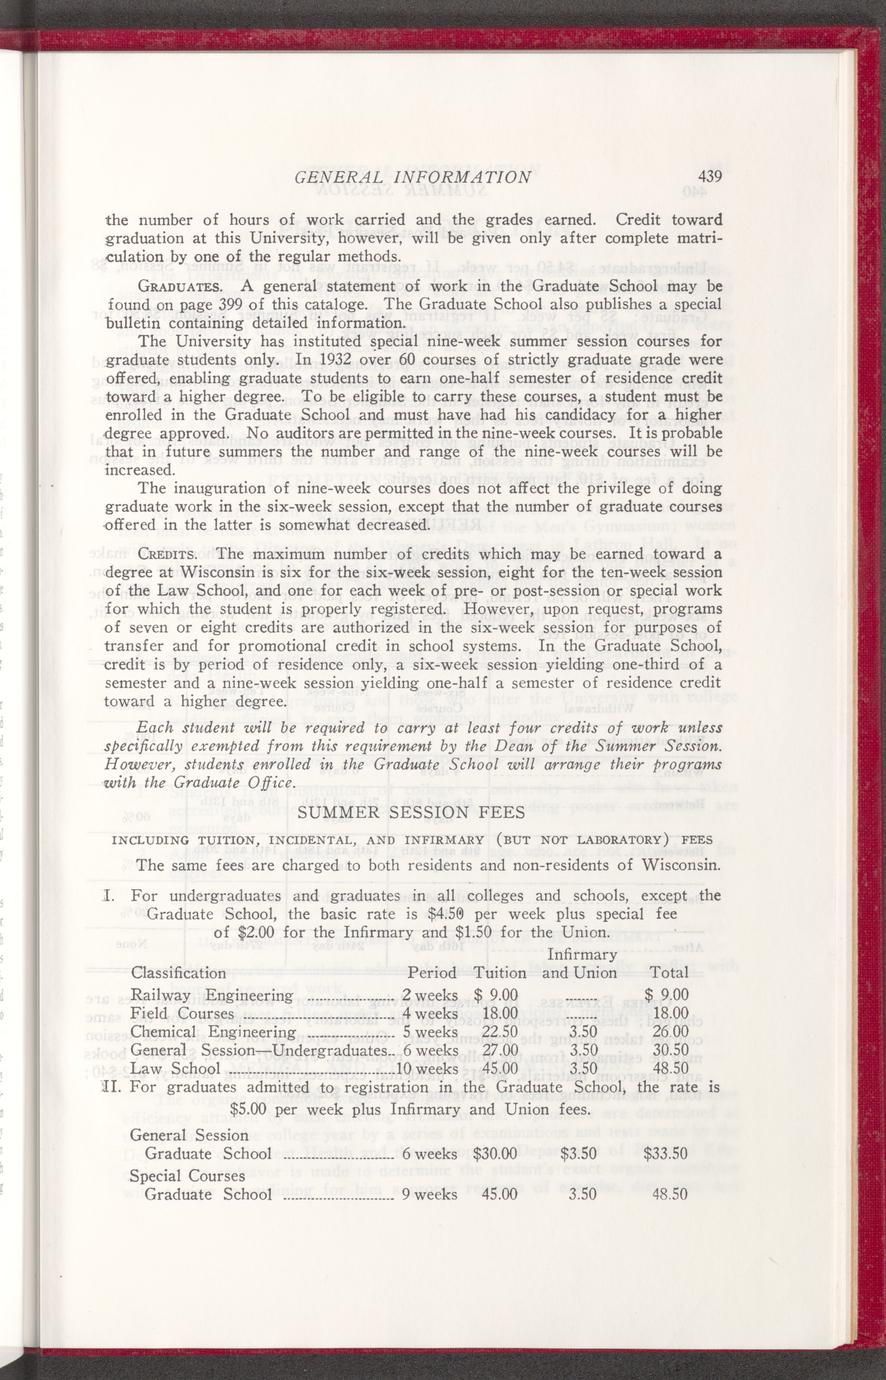 GENERAL INFORMATION 439
the number of hours of work carried and the grades earned. Credit toward
graduation at this University, however, will be given only after complete matri-
culation by one of the regular methods.
GRADUATES. A general statement of work in the Graduate School may be
found on page 399 of this cataloge. The Graduate School also publishes a special
bulletin containing detailed information.
The University has instituted special nine-week summer session courses for
graduate students only. In 1932 over 60 courses of strictly graduate grade were
offered, enabling graduate students to earn one-half semester of residence credit
toward a higher degree. To be eligible to carry these courses, a student must be
enrolled in the Graduate School and must have had his candidacy for a higher
degree approved. No auditors are permitted in the nine-week courses. It is probable
that in future summers the number and range of the nine-week courses will be
increased.
The inauguration of nine-week courses does not affect the privilege of doing
graduate work in the six-week session, except that the number of graduate courses
offered in the latter is somewhat decreased.
CREDITS. The maximum number of credits which may be earned toward a
degree at Wisconsin is six for the six-week session, eight for the ten-week session
of the Law School, and one for each week of pre- or post-session or special work
for which the student is properly registered. However, upon request, programs
of seven or eight credits are authorized in the six-week session for purposes of
transfer and for promotional credit in school systems. In the Graduate School,
credit is by period of residence only, a six-week session yielding one-third of a
semester and a nine-week session yielding one-half a semester of residence credit
toward a higher degree.
Each student will be required to carry at least four credits of work unless
specifically exempted from this requirement by the Dean of the Summer Session.
However, students enrolled in the Graduate School will arrange their programs
with the Graduate Office.
SUMMER SESSION FEES
INCLUDING TUITION, INCIDENTAL, AND INFIRMARY (BUT NOT LABORATORY) FEES
The same fees are charged to both residents and non-residents of Wisconsin.
I. For undergraduates and graduates in all colleges and schools, except the
Graduate School, the basic rate is $4.50 per week plus special fee
of $2.00 for the Infirmary and $1.50 for the Union.
Infirmary
Classification Period Tuition and Union Total
Railway Engineering ...................... 2 weeks $ 9.00 ........ $ 9.00
Field Courses ...................................... 4 weeks 18.00 ........ 18.00
Chemical Engineering ...................... 5 weeks 22.50 3.50 26.00
General Session—Undergraduates.. 6 weeks 27.00 3.50 30.50
Law School ..........................................10 weeks 45.00 3.50 48.50
II. For graduates admitted to registration in the Graduate School, the rate is
$5.00 per week plus Infirmary and Union fees.
General Session
Graduate School ............................ 6 weeks $30.00 $3.50 $33.50
Special Courses
Graduate School ............................ 9 weeks 45.00 3.50 48.50